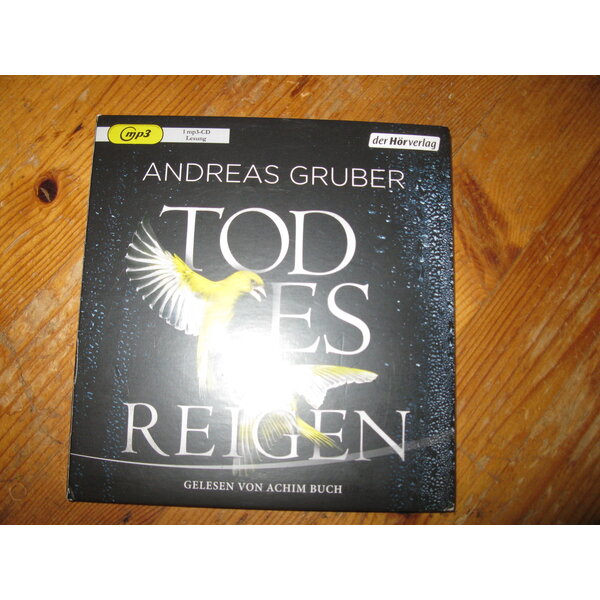 mp3
1 mp3-CD
Lesung
der Hörverlag
ANDREAS GRUBER
TOD
ES
REIGEN
GELESEN VON ACHIM BUCH